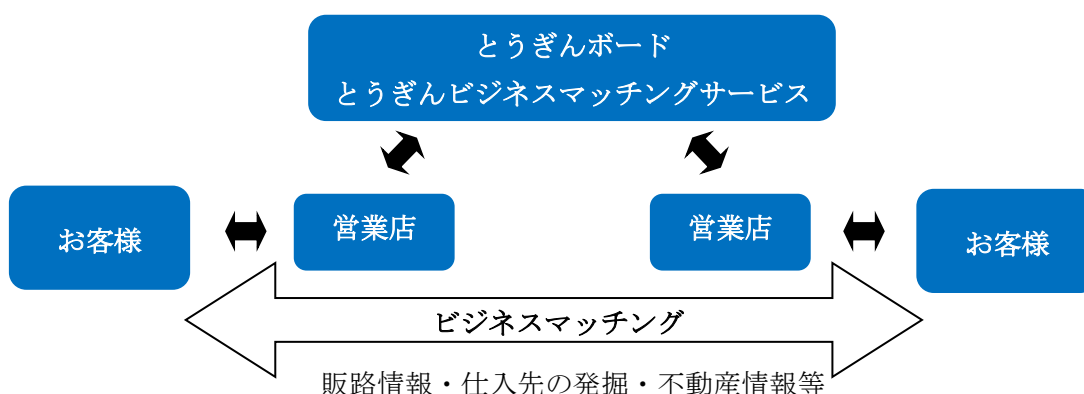 とうぎんボード
とうぎんビジネスマッチングサービス
お客様
営業店
営業店
お客様
ビジネスマッチング
販路情報・仕入先の発掘・不動産情報等